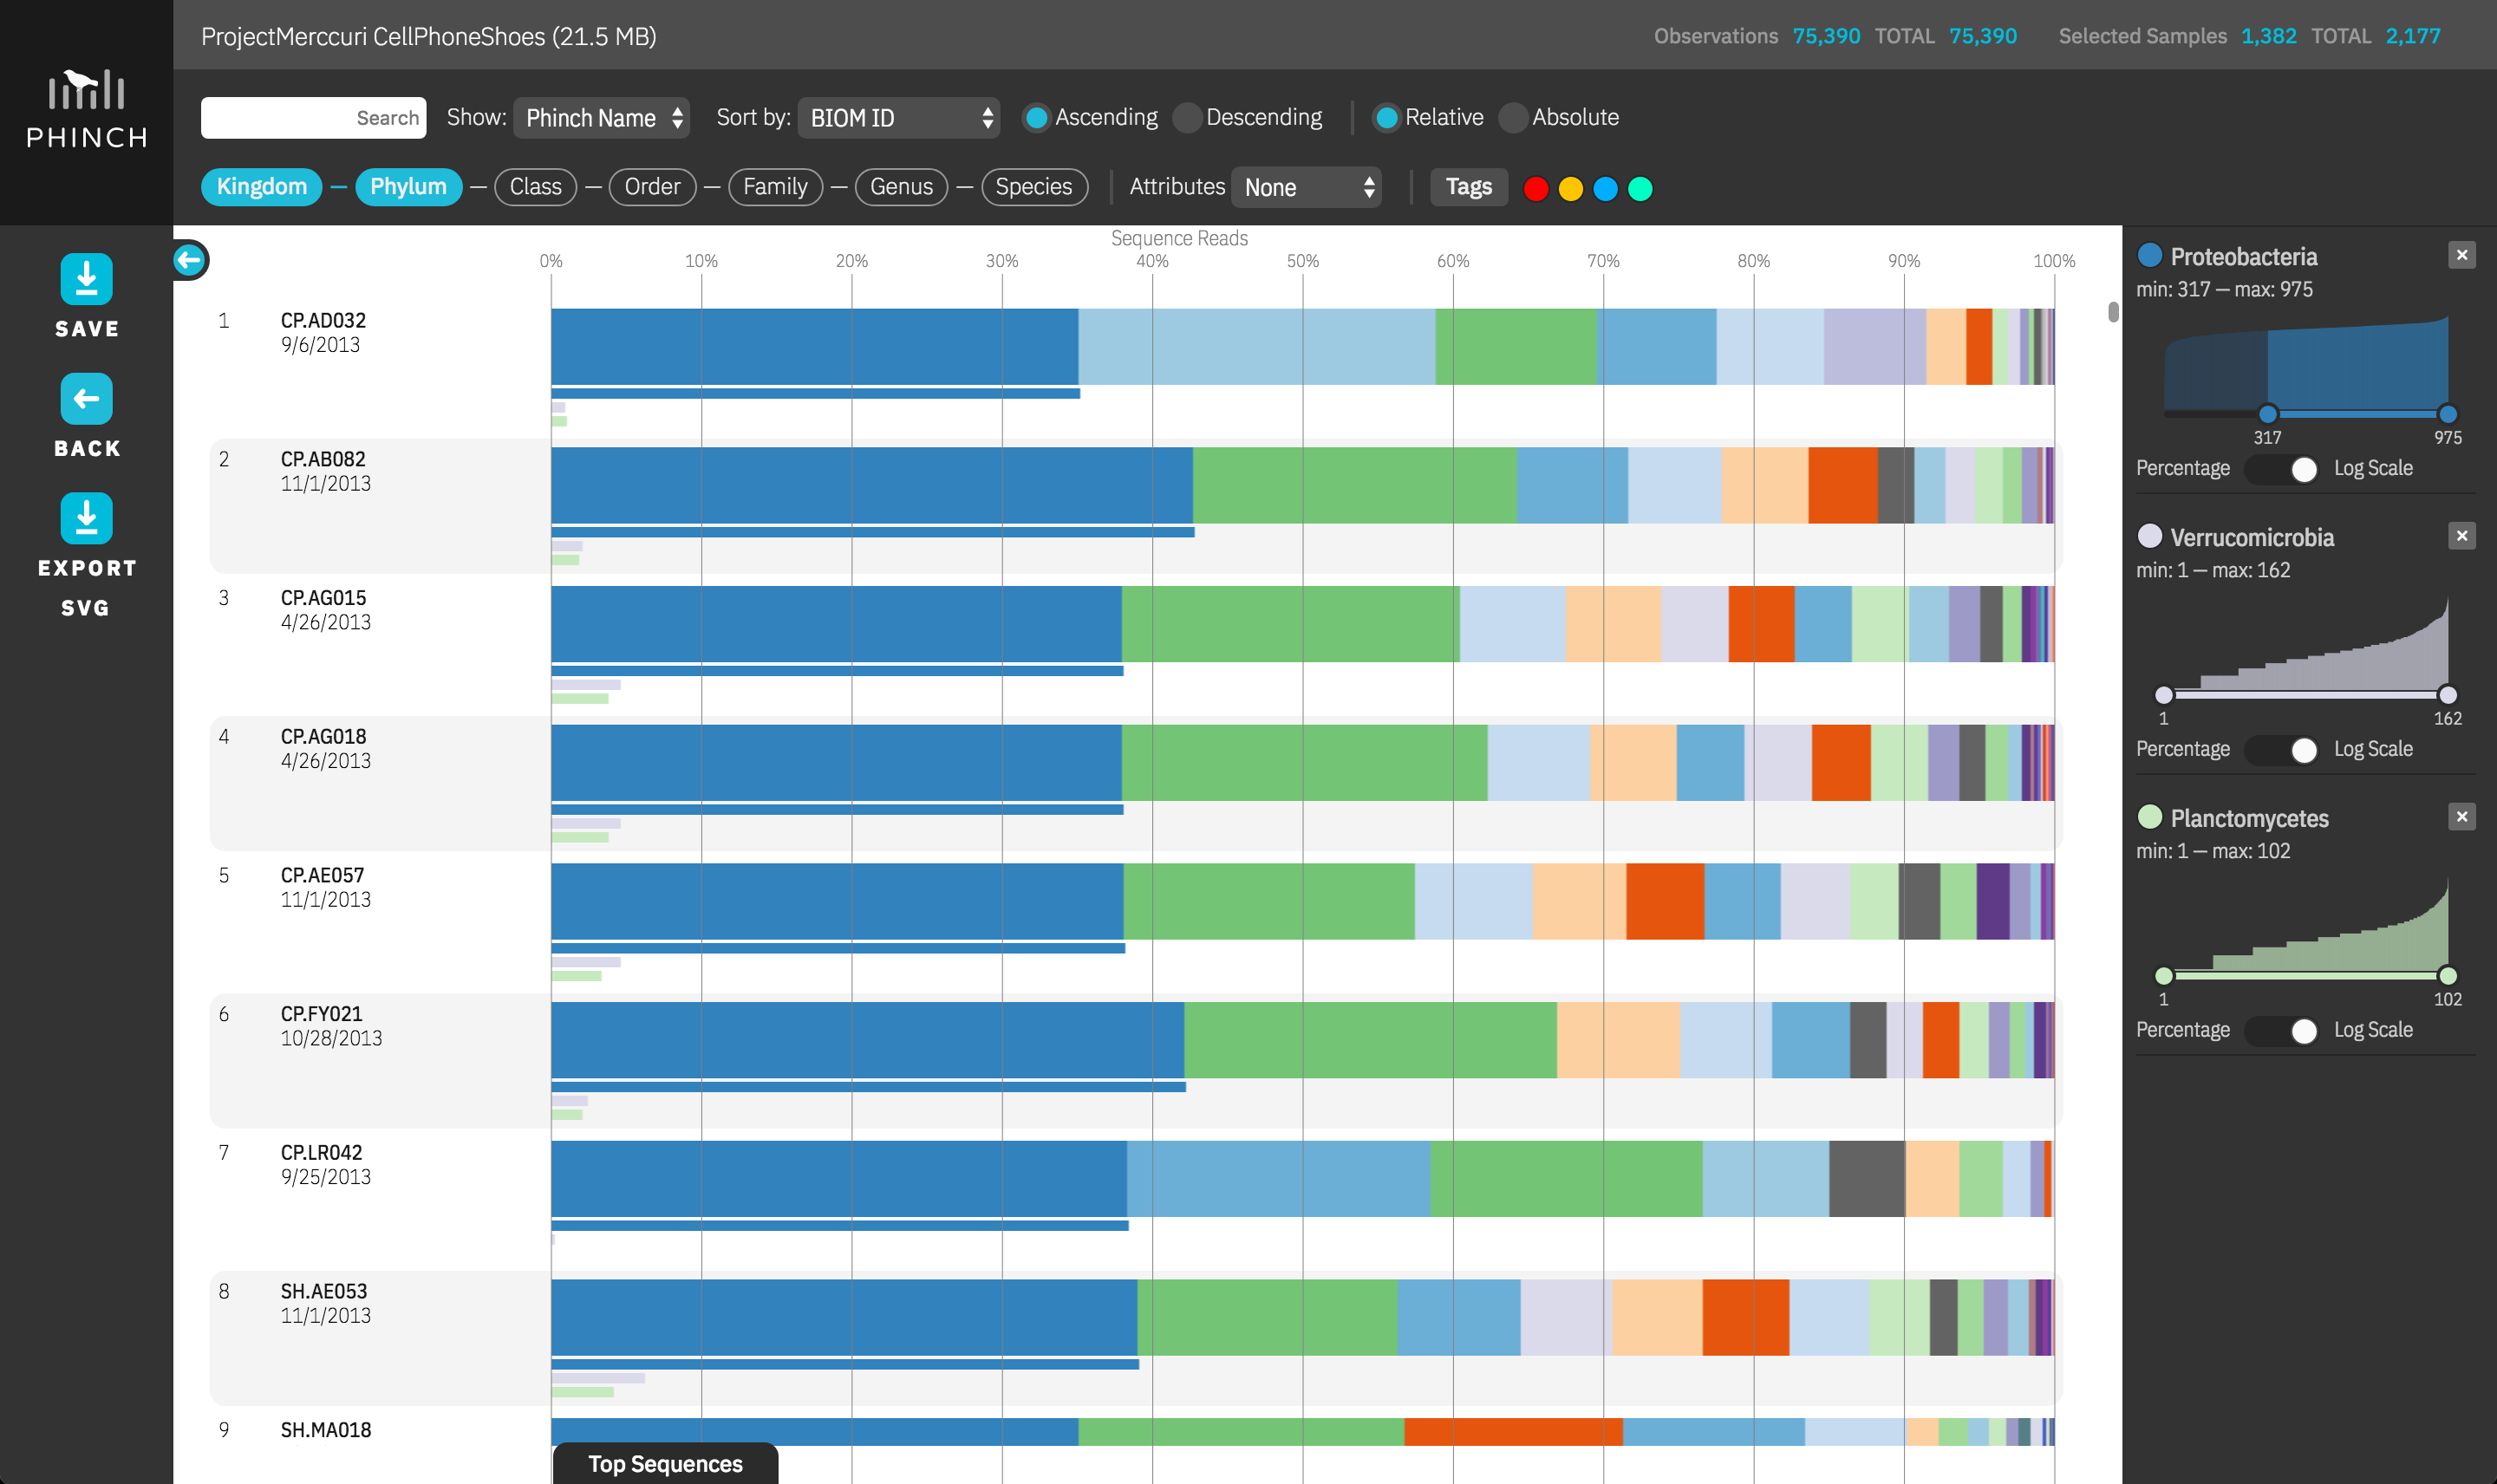 ProjectMerccuri CellPhoneShoes (21.5 MB)
Observations 75,390 TOTAL 75,390 Selected Samples 1,382 TOTAL 2,177
PHINCH
Search Show: Phinch Name Sort by: BIOM ID Ascending Descending Relative Absolute
Kingdom Phylum Class Order Family Genus Species Attributes None Tags
SAVE
BACK
EXPORT
SVG
Sequence Reads
0% 10% 20% 30% 40% 50% 60% 70% 80% 90% 100%
1 CP.AD032
9/6/2013
2 CP.AB082
11/1/2013
3 CP.AG015
4/26/2013
4 CP.AG018
4/26/2013
5 CP.AE057
11/1/2013
6 CP.FY021
10/28/2013
7 CP.LR042
9/25/2013
8 SH.AE053
11/1/2013
9 SH.MA018
Top Sequences
Proteobacteria
min: 317 — max: 975
317 975
Percentage Log Scale
Verrucomicrobia
min: 1 — max: 162
1 162
Percentage Log Scale
Planctomycetes
min: 1 — max: 102
1 102
Percentage Log Scale